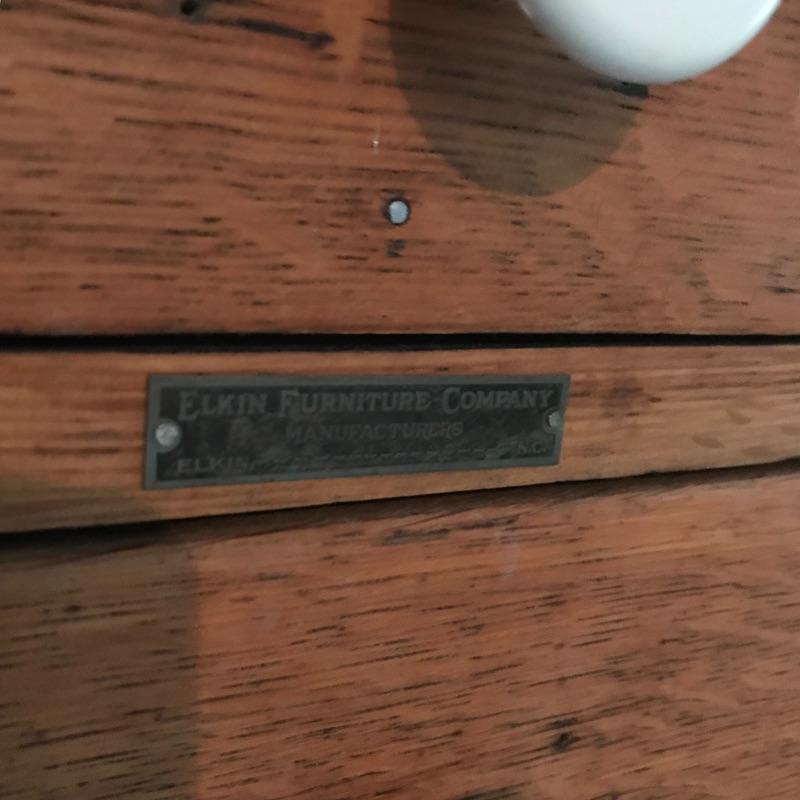 ELKIN FURNITURE COMPANY
MANUFACTURERS
ELKIN, N.C.